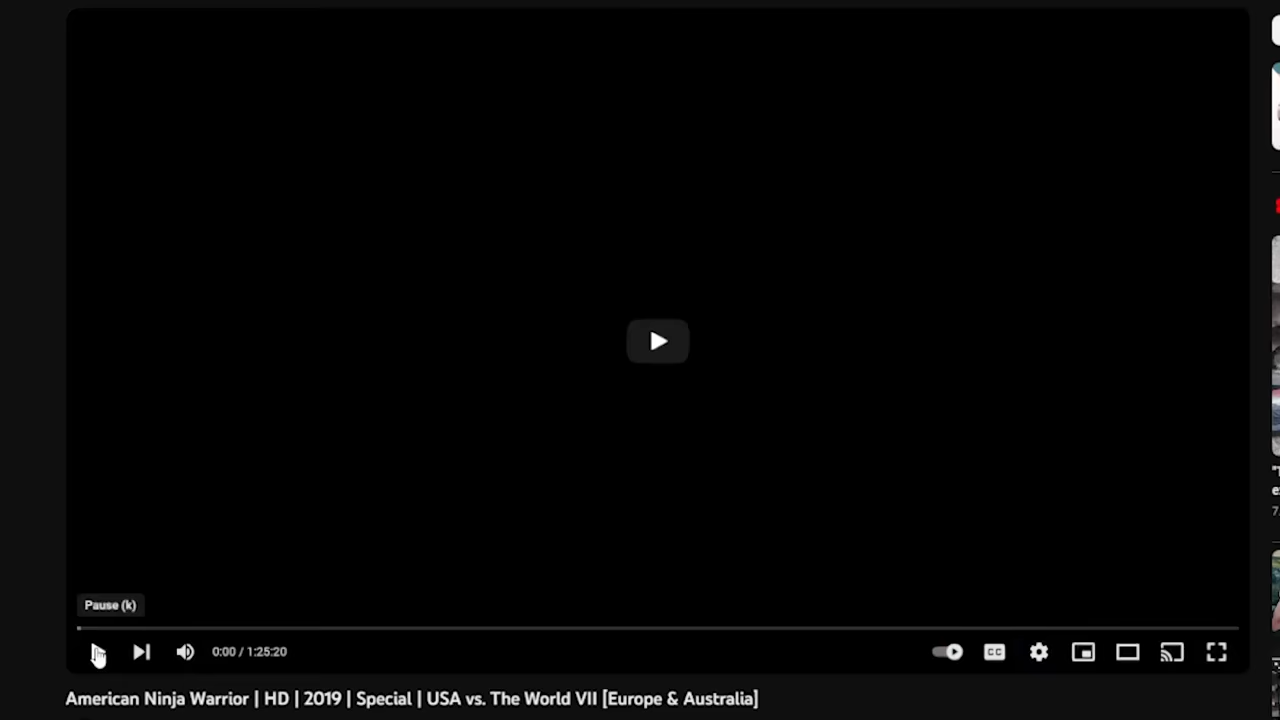 Pause (k)
0:00 / 1:25:20
CC
American Ninja Warrior | HD | 2019 | Special | USA vs. The World VII [Europe & Australia]